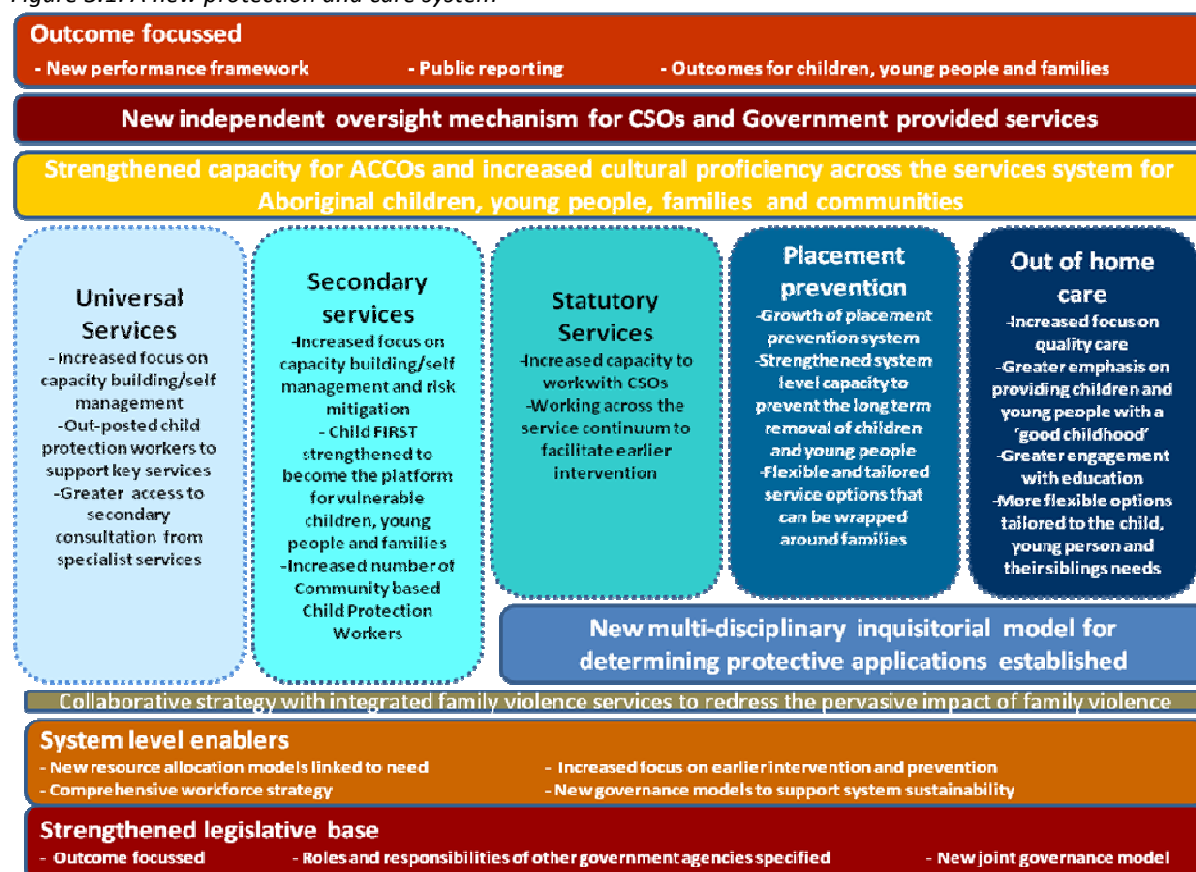 Figure 3.1: A new protection and care system
Outcome focussed
- New performance framework - Public reporting - Outcomes for children, young people and families
New independent oversight mechanism for CSOs and Government provided services
Strengthened capacity for ACCOs and increased cultural proficiency across the services system for
Aboriginal children, young people, families and communities
Universal
Services
- Increased focus on
capacity building/self
management
-Out-posted child
protection workers to
support key services
-Greater access to
secondary
consultation from
specialist services
Secondary
services
-Increased focus on
capacity building/self
management and risk
mitigation
- Child FIRST
strengthened to
become the platform
for vulnerable
children, young
people and families
-Increased number of
Community based
Child Protection
Workers
Statutory
Services
-Increased capacity to
work with CSOs
-Working across the
service continuum to
facilitate earlier
intervention
Placement
prevention
-Growth of placement
prevention system
-Strengthened system
level capacity to
prevent the long term
removal of children
and young people
-Flexible and tailored
service options that
can be wrapped
around families
Out of home
care
-Increased focus on
quality care
-Greater emphasis on
providing children and
young people with a
'good childhood'
-Greater engagement
with education
-More flexible options
tailored to the child,
young person and
their siblings needs
New multi-disciplinary inquisitorial model for
determining protective applications established
Collaborative strategy with integrated family violence services to redress the pervasive impact of family violence
System level enablers
- New resource allocation models linked to need - Increased focus on earlier intervention and prevention
- Comprehensive workforce strategy -New governance models to support system sustainability
Strengthened legislative base
- Outcome focussed - Roles and responsibilities of other government agencies specified - New joint governance model